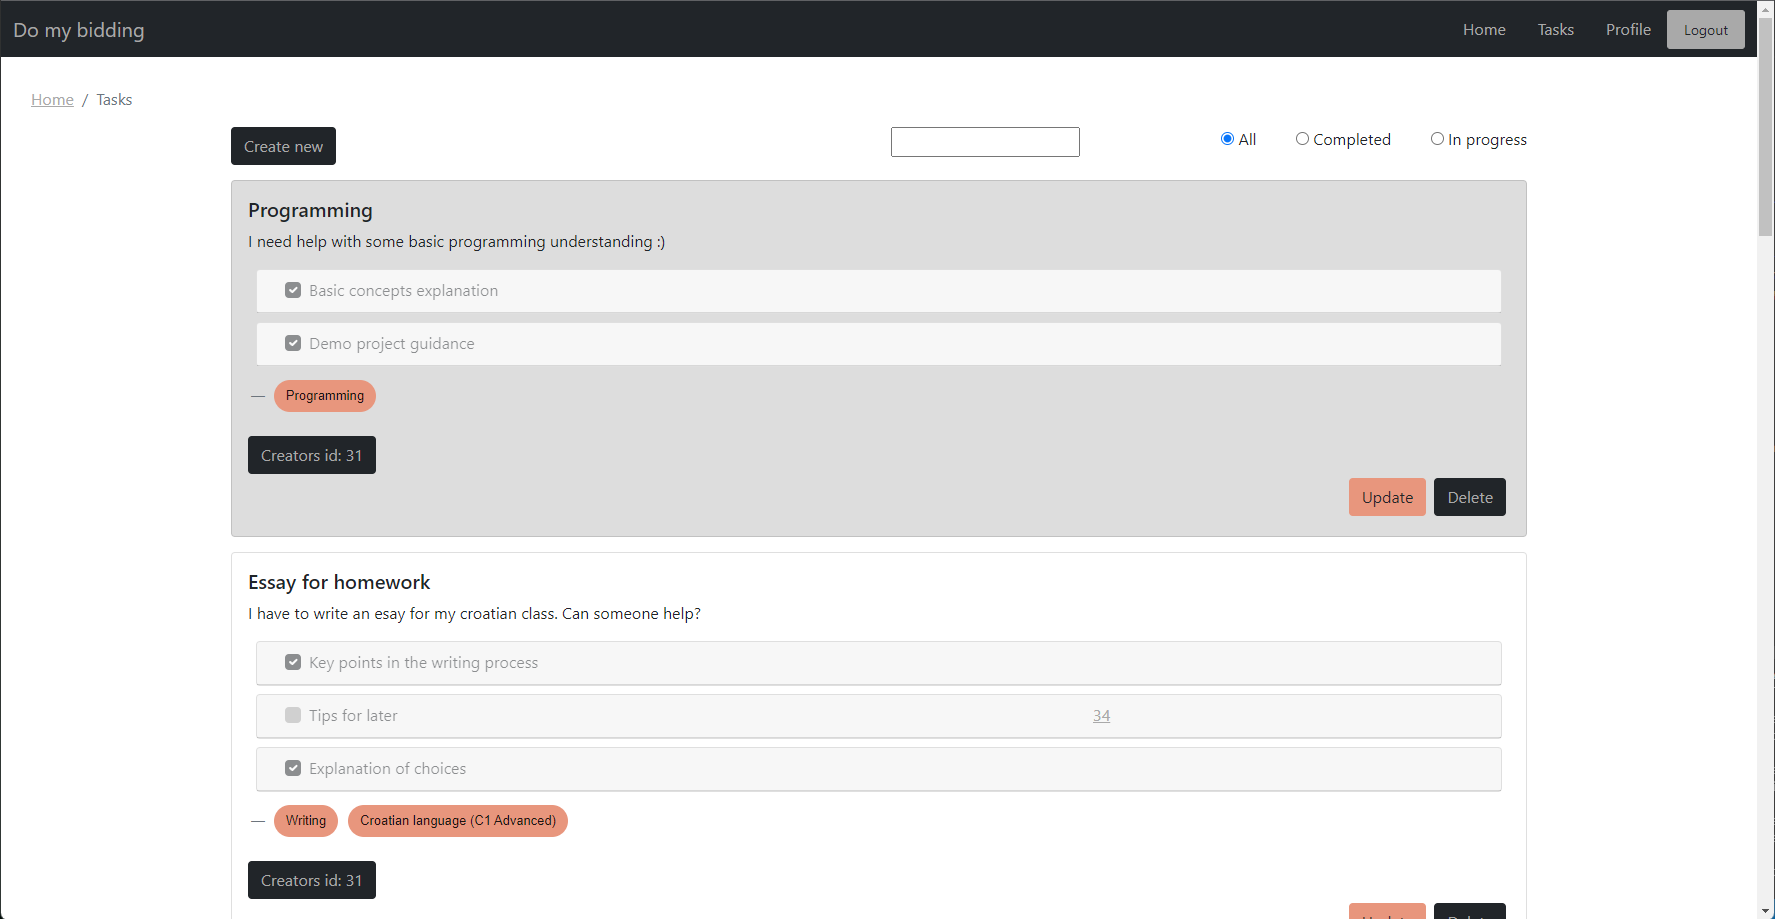 Do my bidding
Home Tasks Profile Logout
Home / Tasks
Create new
All Completed In progress
Programming
I need help with some basic programming understanding :)
Basic concepts explanation
Demo project guidance
— Programming
Creators id: 31
Update Delete
Essay for homework
I have to write an esay for my croatian class. Can someone help?
Key points in the writing process
Tips for later 34
Explanation of choices
— Writing Croatian language (C1 Advanced)
Creators id: 31